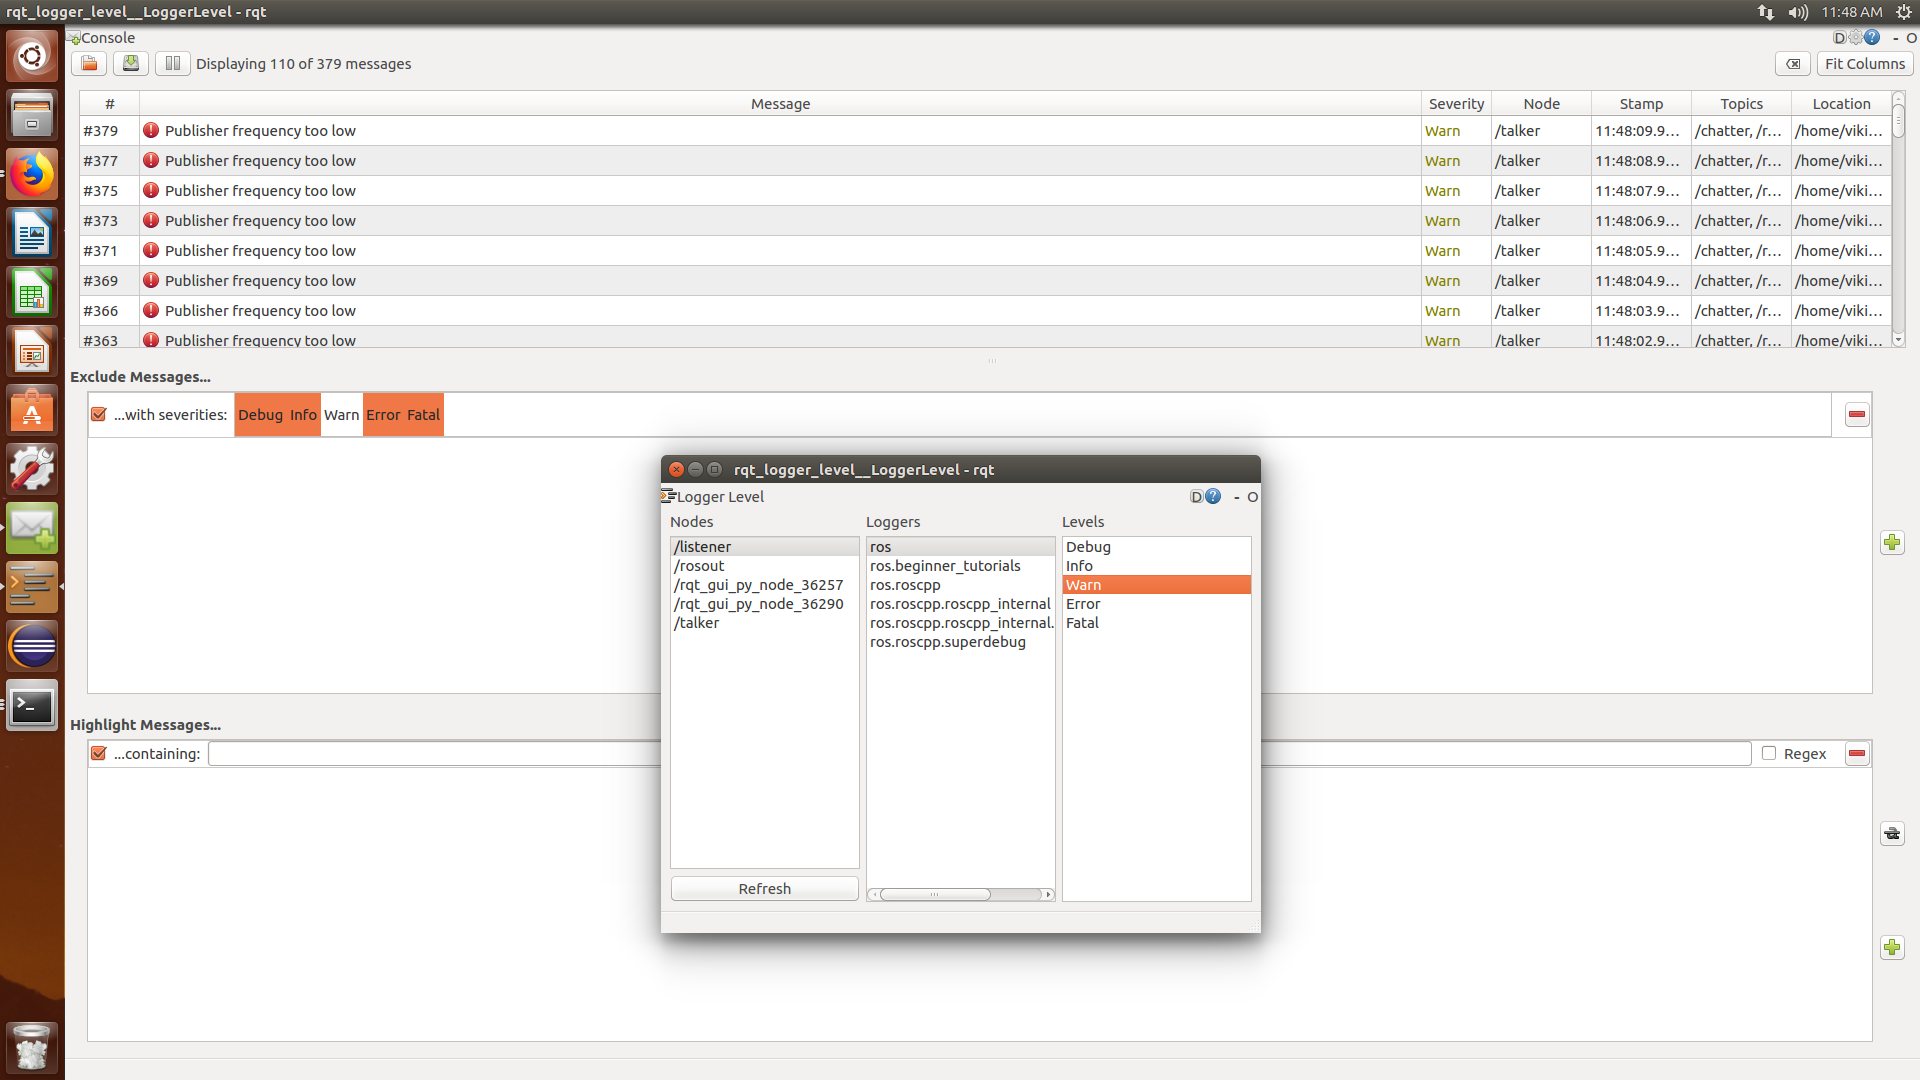 rqt_logger_level__LoggerLevel - rqt 11:48 AM
Console D ? - O
Displaying 110 of 379 messages Fit Columns
# Message Severity Node Stamp Topics Location
#379 Publisher frequency too low Warn /talker 11:48:09.9... /chatter, /r... /home/viki...
#377 Publisher frequency too low Warn /talker 11:48:08.9... /chatter, /r... /home/viki...
#375 Publisher frequency too low Warn /talker 11:48:07.9... /chatter, /r... /home/viki...
#373 Publisher frequency too low Warn /talker 11:48:06.9... /chatter, /r... /home/viki...
#371 Publisher frequency too low Warn /talker 11:48:05.9... /chatter, /r... /home/viki...
#369 Publisher frequency too low Warn /talker 11:48:04.9... /chatter, /r... /home/viki...
#366 Publisher frequency too low Warn /talker 11:48:03.9... /chatter, /r... /home/viki...
#363 Publisher frequency too low Warn /talker 11:48:02.9... /chatter, /r... /home/viki...
Exclude Messages...
...with severities: Debug Info Warn Error Fatal
rqt_logger_level__LoggerLevel - rqt
Logger Level D ? - O
Nodes Loggers Levels
/listener ros Debug
/rosout ros.beginner_tutorials Info
/rqt_gui_py_node_36257 ros.roscpp Warn
/rqt_gui_py_node_36290 ros.roscpp.roscpp_internal Error
/talker ros.roscpp.roscpp_internal. Fatal
ros.roscpp.superdebug
Refresh
Highlight Messages...
...containing: Regex